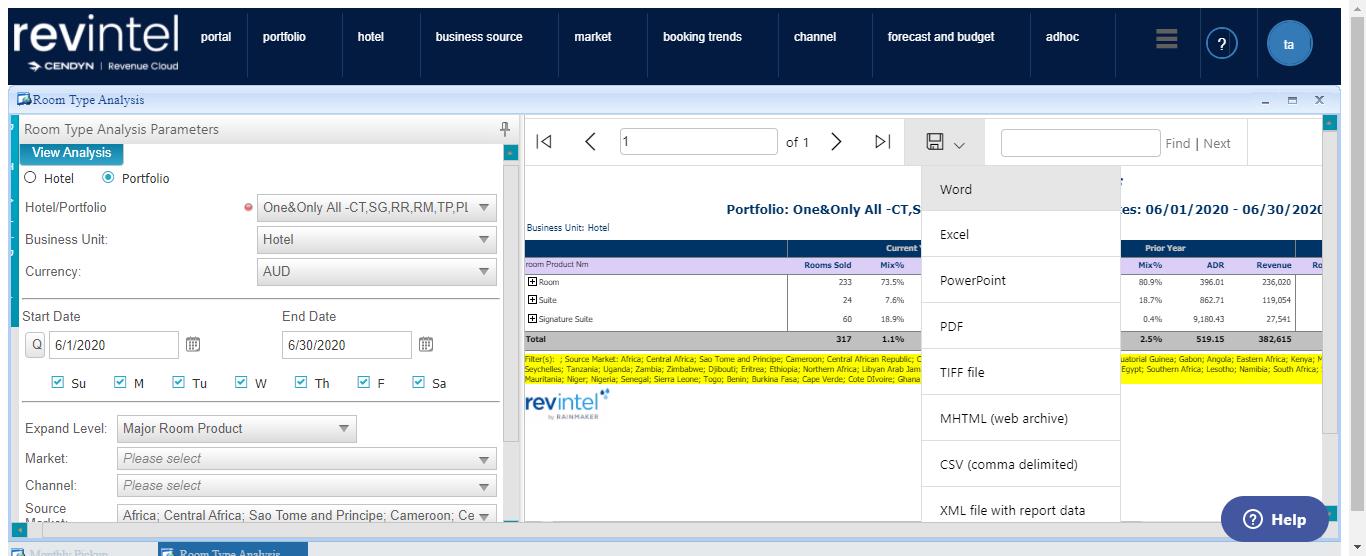 revintel
CENDYN | Revenue Cloud
portal portfolio hotel business source market booking trends channel forecast and budget adhoc ? ta
Room Type Analysis
Room Type Analysis Parameters
View Analysis
Hotel Portfolio
Hotel/Portfolio One&Only All -CT,SG,RR,RM,TP,PL
Business Unit: Hotel
Currency: AUD
Start Date End Date
Q 6/1/2020 6/30/2020
Su M Tu W Th F Sa
Expand Level: Major Room Product
Market: Please select
Channel: Please select
Source
Market: Africa; Central Africa; Sao Tome and Principe; Cameroon; Ce
1 of 1 Find | Next
Word
Excel
PowerPoint
PDF
TIFF file
MHTML (web archive)
CSV (comma delimited)
XML file with report data
Portfolio: One&Only All -CT,S es: 06/01/2020 - 06/30/2020
Business Unit: Hotel
Current Prior Year
room Product Nm Rooms Sold Mix% Mix% ADR Revenue Ro
Room 233 73.5% 80.9% 396.01 236,020
Suite 24 7.6% 18.7% 862.71 119,054
Signature Suite 60 18.9% 0.4% 9,180.43 27,541
Total 317 1.1% 2.5% 519.15 382,615
Filter(s): ; Source Market: Africa; Central Africa; Sao Tome and Principe; Cameroon; Central African Republic; C uatorial Guinea; Gabon; Angola; Eastern Africa; Kenya; M
Seychelles; Tanzania; Uganda; Zambia; Zimbabwe; Djibouti; Eritrea; Ethiopia; Northern Africa; Libyan Arab Jam Egypt; Southern Africa; Lesotho; Namibia; South Africa;
Mauritania; Niger; Nigeria; Senegal; Sierra Leone; Togo; Benin; Burkina Fasa; Cape Verde; Cote DIvoire; Ghana
revintel
by RAINMAKER
Help
Monthly Pickup Room Type Analysis